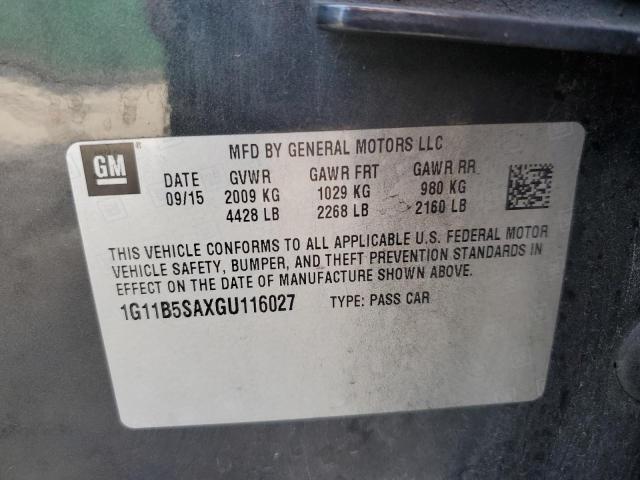 GM
MFD BY GENERAL MOTORS LLC
DATE GVWR GAWR FRT GAWR RR
09/15 2009 KG 1029 KG 980 KG
4428 LB 2268 LB 2160 LB
THIS VEHICLE CONFORMS TO ALL APPLICABLE U.S. FEDERAL MOTOR
VEHICLE SAFETY, BUMPER, AND THEFT PREVENTION STANDARDS IN
EFFECT ON THE DATE OF MANUFACTURE SHOWN ABOVE.
1G11B5SAXGU116027 TYPE: PASS CAR